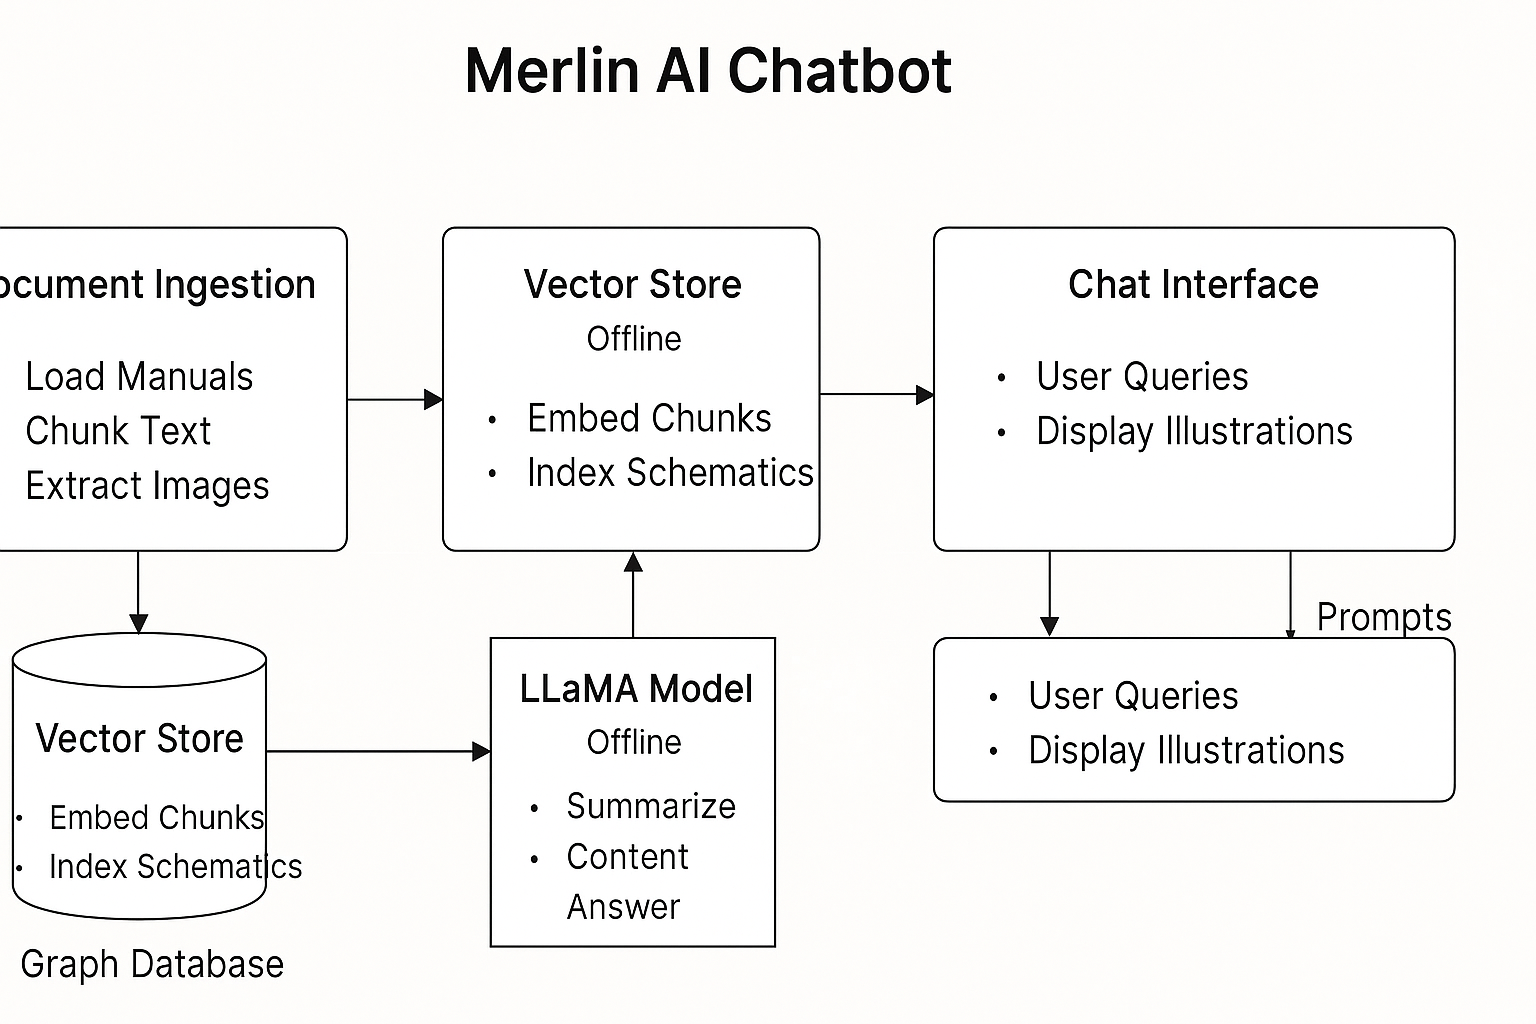 Merlin AI Chatbot
ocument Ingestion
Load Manuals
Chunk Text
Extract Images
Vector Store
Offline
• Embed Chunks
• Index Schematics
Chat Interface
• User Queries
• Display Illustrations
Vector Store
• Embed Chunks
• Index Schematics
Graph Database
LLaMA Model
Offline
• Summarize
• Content
Answer
Prompts
• User Queries
• Display Illustrations